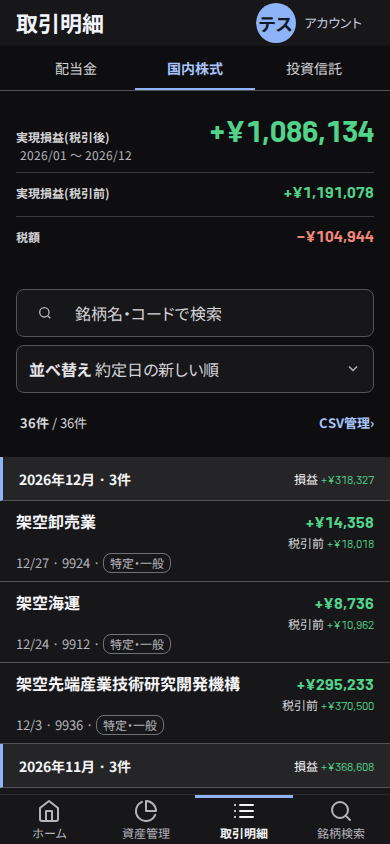 取引明細
テス アカウント
配当金 国内株式 投資信託
実現損益(税引後) +¥1,086,134
2026/01 〜 2026/12
実現損益(税引前) +¥1,191,078
税額 −¥104,944
銘柄名・コードで検索
並べ替え 約定日の新しい順
36件 / 36件 CSV管理›
2026年12月・3件 損益 +¥318,327
架空卸売業 +¥14,358
税引前 +¥18,018
12/27・9924・特定・一般
架空海運 +¥8,736
税引前 +¥10,962
12/24・9912・特定・一般
架空先端産業技術研究開発機構 +¥295,233
税引前 +¥370,500
12/3・9936・特定・一般
2026年11月・3件 損益 +¥368,608
ホーム 資産管理 取引明細 銘柄検索